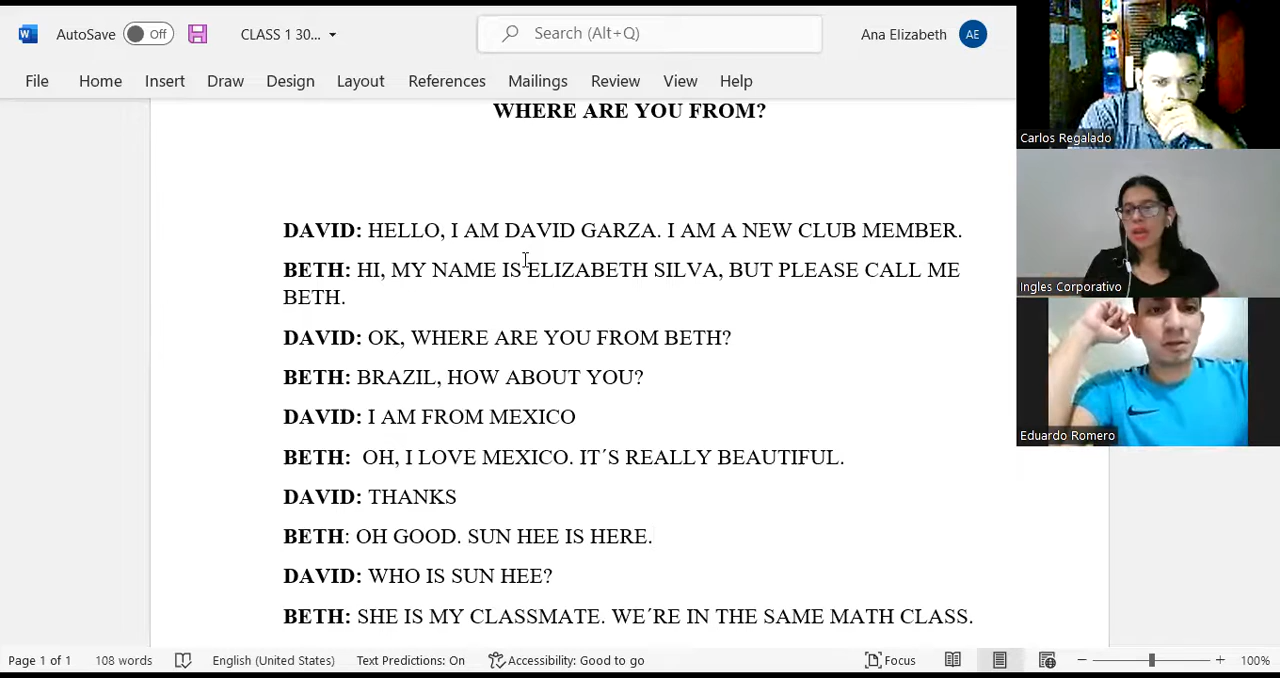 AutoSave Off CLASS 1 30... Search (Alt+Q) Ana Elizabeth AE
File Home Insert Draw Design Layout References Mailings Review View Help
WHERE ARE YOU FROM?
DAVID: HELLO, I AM DAVID GARZA. I AM A NEW CLUB MEMBER.
BETH: HI, MY NAME IS ELIZABETH SILVA, BUT PLEASE CALL ME
BETH.
DAVID: OK, WHERE ARE YOU FROM BETH?
BETH: BRAZIL, HOW ABOUT YOU?
DAVID: I AM FROM MEXICO
BETH: OH, I LOVE MEXICO. IT´S REALLY BEAUTIFUL.
DAVID: THANKS
BETH: OH GOOD. SUN HEE IS HERE.
DAVID: WHO IS SUN HEE?
BETH: SHE IS MY CLASSMATE. WE´RE IN THE SAME MATH CLASS.
Page 1 of 1 108 words English (United States) Text Predictions: On Accessibility: Good to go Focus 100%
Carlos Regalado
Ingles Corporativo
Eduardo Romero